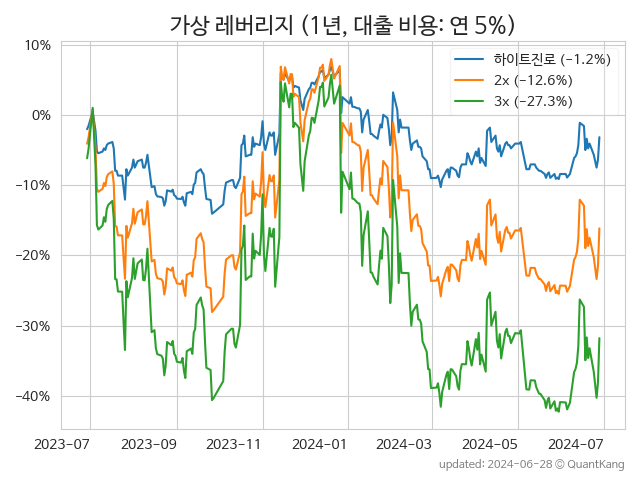 가상 레버리지 (1년, 대출 비용: 연 5%)
하이트진로 (−1.2%)
2x (−12.6%)
3x (−27.3%)
10%
0%
−10%
−20%
−30%
−40%
2023-07 2023-09 2023-11 2024-01 2024-03 2024-05 2024-07
updated: 2024-06-28 © QuantKang